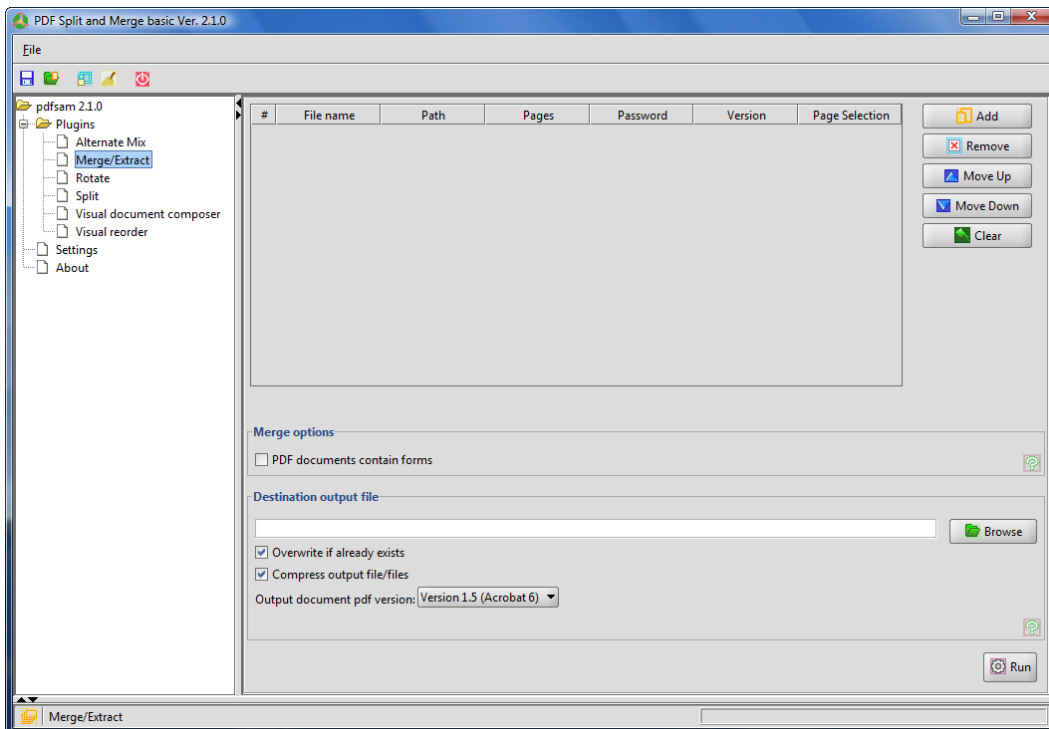 PDF Split and Merge basic Ver. 2.1.0
File
pdfsam 2.1.0
Plugins
Alternate Mix
Merge/Extract
Rotate
Split
Visual document composer
Visual reorder
Settings
About
# File name Path Pages Password Version Page Selection
Add
Remove
Move Up
Move Down
Clear
Merge options
PDF documents contain forms
Destination output file
Browse
Overwrite if already exists
Compress output file/files
Output document pdf version: Version 1.5 (Acrobat 6)
Run
Merge/Extract